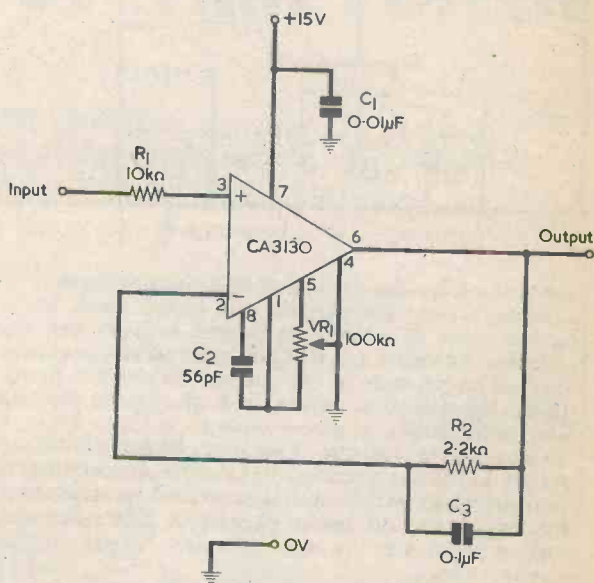 +15V
C1
0·01µF
R1
10kΩ
Input
3
+
7
CA3130
6
4
Output
2
−
8
1
5
VR1
100kΩ
C2
56pF
R2
2·2kΩ
C3
0·1µF
0V